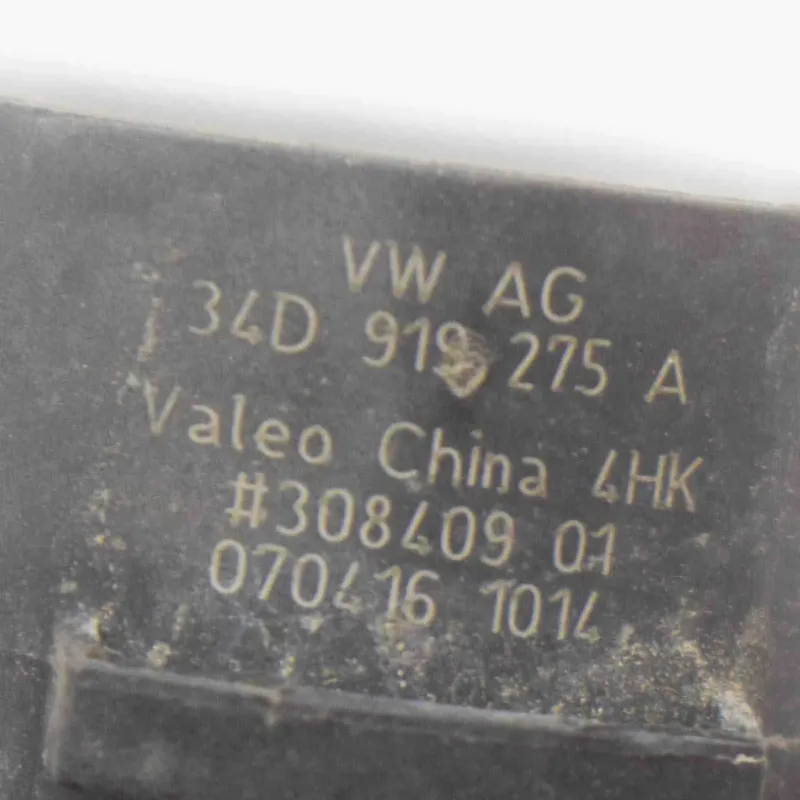 VW AG
34D 919 275 A
Valeo China 4HK
#308409 01
070416 1014